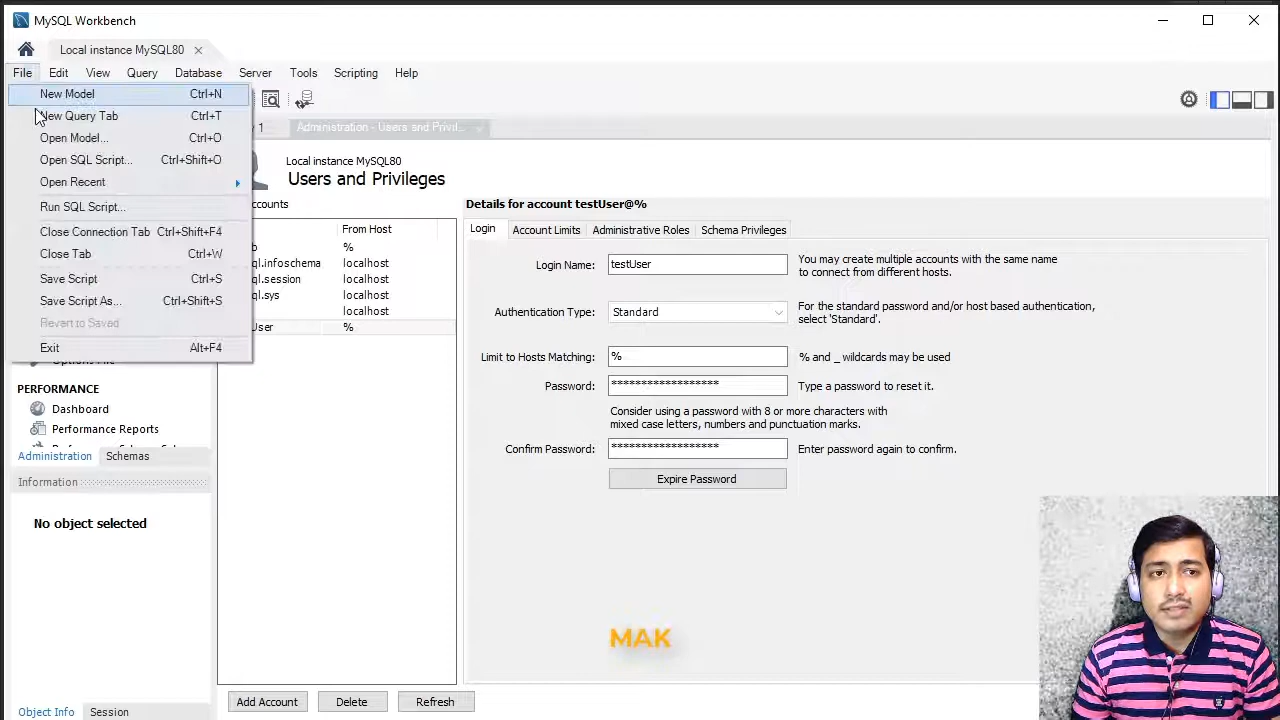 MySQL Workbench
Local instance MySQL80
File Edit View Query Database Server Tools Scripting Help
New Model Ctrl+N
New Query Tab Ctrl+T
Open Model... Ctrl+O
Open SQL Script... Ctrl+Shift+O
Open Recent
Run SQL Script...
Close Connection Tab Ctrl+Shift+F4
Close Tab Ctrl+W
Save Script Ctrl+S
Save Script As... Ctrl+Shift+S
Revert to Saved
Exit Alt+F4
1
Administration - Users and Privil...
Local instance MySQL80
Users and Privileges
counts
From Host
b %
ql.infoschema localhost
ql.session localhost
ql.sys localhost
localhost
User %
PERFORMANCE
Dashboard
Performance Reports
Administration Schemas
Information
No object selected
Object Info Session
Add Account Delete Refresh
Details for account testUser@%
Login Account Limits Administrative Roles Schema Privileges
Login Name: testUser
You may create multiple accounts with the same name
to connect from different hosts.
Authentication Type: Standard
For the standard password and/or host based authentication,
select 'Standard'.
Limit to Hosts Matching: % % and _ wildcards may be used
Password: ****************** Type a password to reset it.
Consider using a password with 8 or more characters with
mixed case letters, numbers and punctuation marks.
Confirm Password: ****************** Enter password again to confirm.
Expire Password
MAK